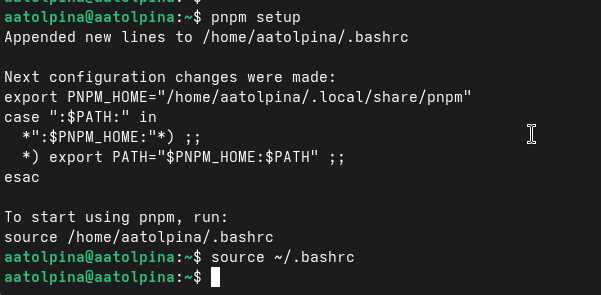 aatolpina@aatolpina:~$ pnpm setup
Appended new lines to /home/aatolpina/.bashrc

Next configuration changes were made:
export PNPM_HOME="/home/aatolpina/.local/share/pnpm"
case ":$PATH:" in
  *":$PNPM_HOME:"*) ;;
  *) export PATH="$PNPM_HOME:$PATH" ;;
esac

To start using pnpm, run:
source /home/aatolpina/.bashrc
aatolpina@aatolpina:~$ source ~/.bashrc
aatolpina@aatolpina:~$